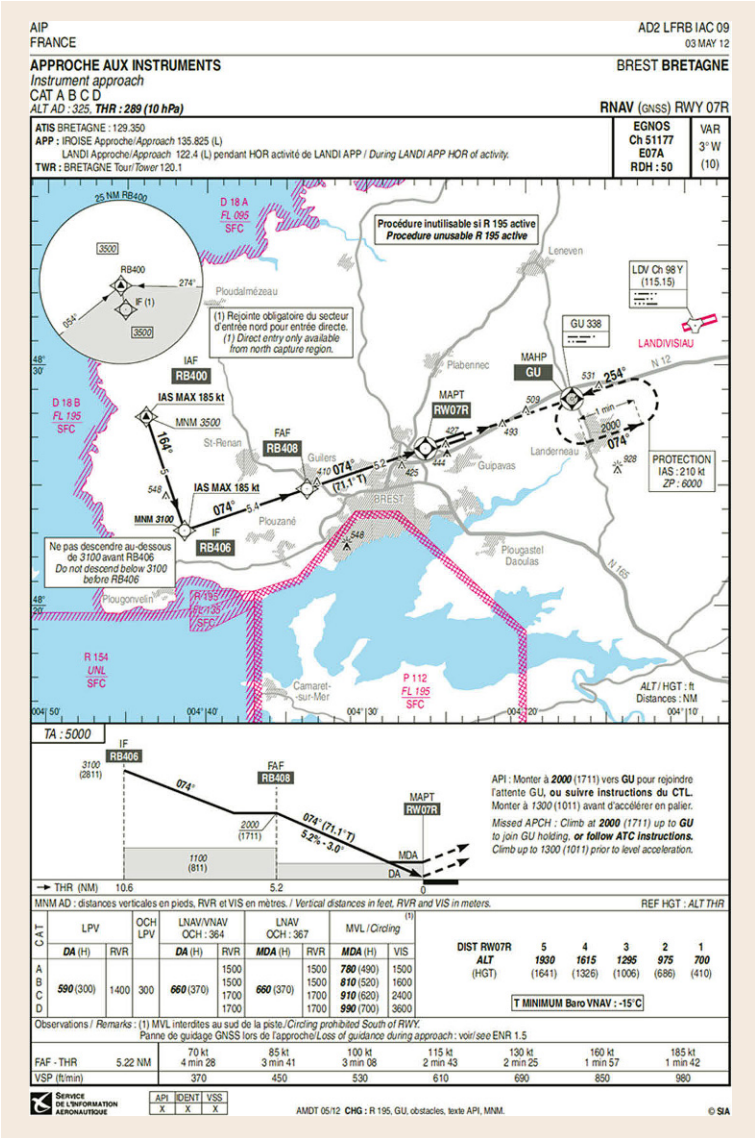 AIP
FRANCE
AD2 LFRB IAC 09
03 MAY 12
APPROCHE AUX INSTRUMENTS
Instrument approach
CAT A B C D
ALT AD : 325, THR : 289 (10 hPa)
BREST BRETAGNE
RNAV (GNSS) RWY 07R
ATIS BRETAGNE : 129.350
APP : IROISE Approche/Approach 135.825 (L)
LANDI Approche/Approach 122.4 (L) pendant HOR activité de LANDI APP / During LANDI APP HOR of activity.
TWR : BRETAGNE Tour/Tower 120.1
EGNOS
Ch 51177
E07A
RDH : 50
VAR
3° W
(10)
25 NM RB400
3500
RB400
274°
IF (1)
054°
3500
D 18 A
FL 095
SFC
Procédure inutilisable si R 195 active
Procedure unusable R 195 active
Lesneven
LDV Ch 98 Y
(115.15)
Ploudalmézeau
(1) Rejointe obligatoire du secteur
d'entrée nord pour entrée directe.
(1) Direct entry only available
from north capture region.
GU 338
LANDIVISIAU
48°
30'
IAF
RB400
IAS MAX 185 kt
MNM 3500
Plabennec
MAHP
GU
531
254°
N 12
D 18 B
FL 195
SFC
164°
5
548
St-Renan
FAF
RB408
Guilers
410
074°
(71.1° T)
5.2
MAPT
RW07R
427
444
425
509
493
Guipavas
1 min
2000
074°
Landerneau
928
PROTECTION
IAS : 210 kt
ZP : 6000
IAS MAX 185 kt
074°
5.4
MNM 3100
IF
RB406
Plouzané
BREST
548
Ne pas descendre au-dessous
de 3100 avant RB406
Do not descend below 3100
before RB406
Plougonvelin
Plougastel
Daoulas
N 165
48°
20'
R 195
FL 135
SFC
R 154
UNL
SFC
P 112
FL 195
SFC
Camaret-
-sur-Mer
ALT / HGT : ft
Distances : NM
004° 50'
004° 40'
004° 30'
004° 20'
004° 10'
© SIA
TA : 5000
IF
RB406
3100
(2811)
074°
FAF
RB408
2000
(1711)
074° (71.1°T)
5.2% - 3.0°
MAPT
RW07R
MDA
DA
1100
(811)
THR (NM)
10.6
5.2
0
API : Monter à 2000 (1711) vers GU pour rejoindre
l'attente GU, ou suivre instructions du CTL.
Monter à 1300 (1011) avant d'accélérer en palier.
Missed APCH : Climb at 2000 (1711) up to GU
to join GU holding, or follow ATC instructions.
Climb up to 1300 (1011) prior to level acceleration.
MNM AD : distances verticales en pieds, RVR et VIS en mètres. / Vertical distances in feet, RVR and VIS in meters.
REF HGT : ALT THR
CAT
LPV
OCH
LPV
LNAV/VNAV
OCH : 364
LNAV
OCH : 367
MVL / Circling
(1)
DA (H) RVR DA (H) RVR MDA (H) RVR MDA (H) VIS
A 1500 1500 780 (490) 1500
B 590 (300) 1400 300 660 (370) 1500 660 (370) 1500 810 (520) 1600
C 1700 1700 910 (620) 2400
D 1700 1700 990 (700) 3600
DIST RW07R 5 4 3 2 1
ALT 1930 1615 1295 975 700
(HGT) (1641) (1326) (1006) (686) (410)
T MINIMUM Baro VNAV : -15°C
Observations / Remarks : (1) MVL interdites au sud de la piste./Circling prohibited South of RWY.
Panne de guidage GNSS lors de l'approche/Loss of guidance during approach : voir/see ENR 1.5
70 kt 85 kt 100 kt 115 kt 130 kt 160 kt 185 kt
FAF - THR 5.22 NM 4 min 28 3 min 41 3 min 08 2 min 43 2 min 25 1 min 57 1 min 42
VSP (ft/min) 370 450 530 610 690 850 980
SERVICE
DE L'INFORMATION
AERONAUTIQUE
API IDENT VSS
X X X
AMDT 05/12 CHG : R 195, GU, obstacles, texte API, MNM.
© SIA